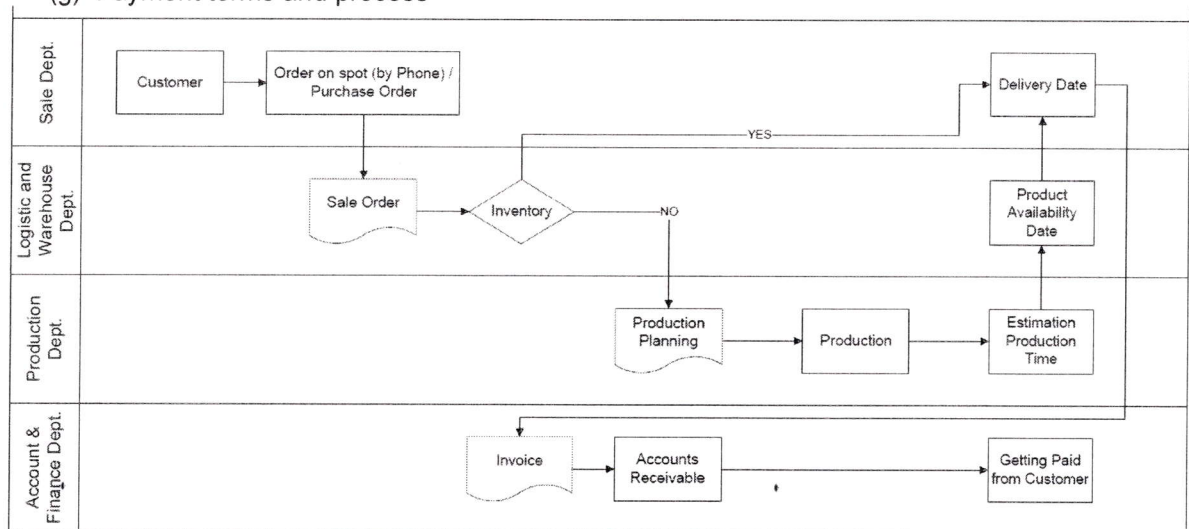 (g) Payment terms and process
Sale Dept.
Customer
Order on spot (by Phone) /
Purchase Order
Delivery Date
YES
Logistic and
Warehouse
Dept.
Sale Order
Inventory
NO
Product
Availability
Date
Production
Dept.
Production
Planning
Production
Estimation
Production
Time
Account &
Finance Dept.
Invoice
Accounts
Receivable
Getting Paid
from Customer